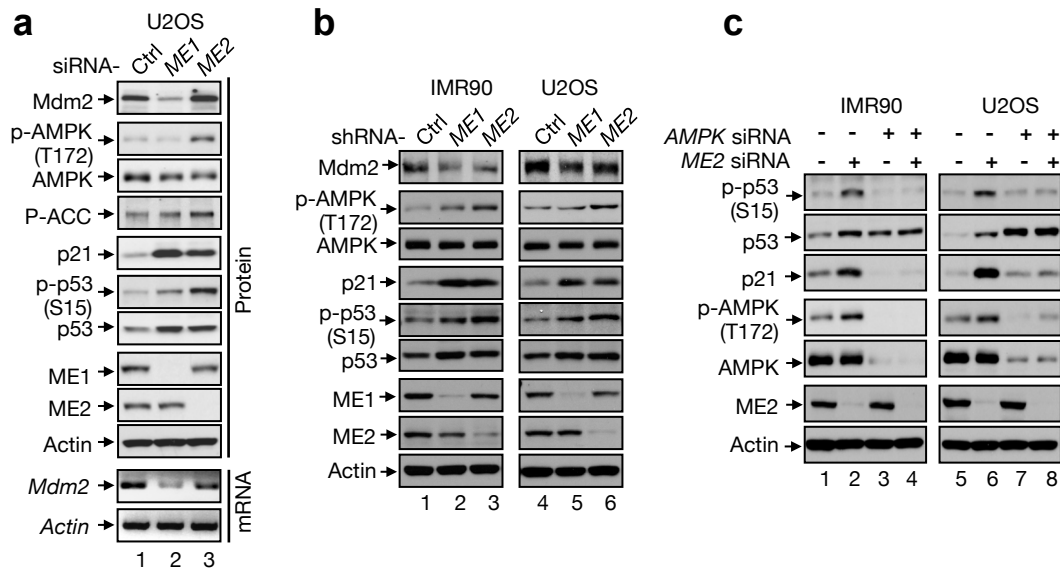 a
U2OS
siRNA- Ctrl ME1 ME2
Mdm2
p-AMPK
(T172)
AMPK
P-ACC
p21
p-p53
(S15)
p53
ME1
ME2
Actin
Protein
Mdm2
Actin
mRNA
1 2 3
b
IMR90 U2OS
shRNA- Ctrl ME1 ME2 Ctrl ME1 ME2
Mdm2
p-AMPK
(T172)
AMPK
p21
p-p53
(S15)
p53
ME1
ME2
Actin
1 2 3 4 5 6
c
IMR90 U2OS
AMPK siRNA - - + + - - + +
ME2 siRNA - + - + - + - +
p-p53
(S15)
p53
p21
p-AMPK
(T172)
AMPK
ME2
Actin
1 2 3 4 5 6 7 8